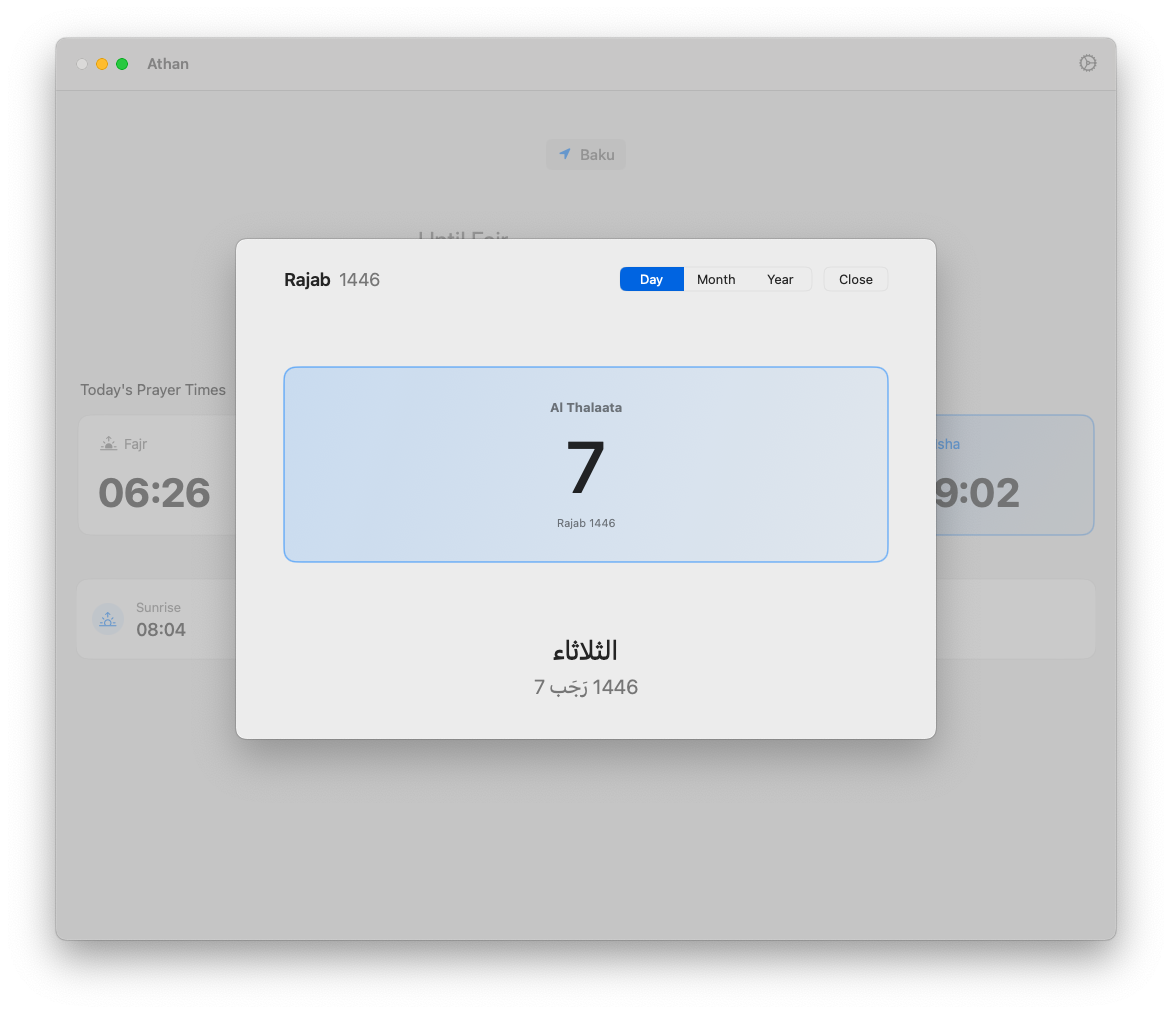 Athan
Baku
Until Fajr
Rajab 1446
Day Month Year Close
Today's Prayer Times
Al Thalaata
7
Rajab 1446
Fajr
06:26
sha
9:02
Sunrise
08:04
الثلاثاء
7 رَجَب 1446